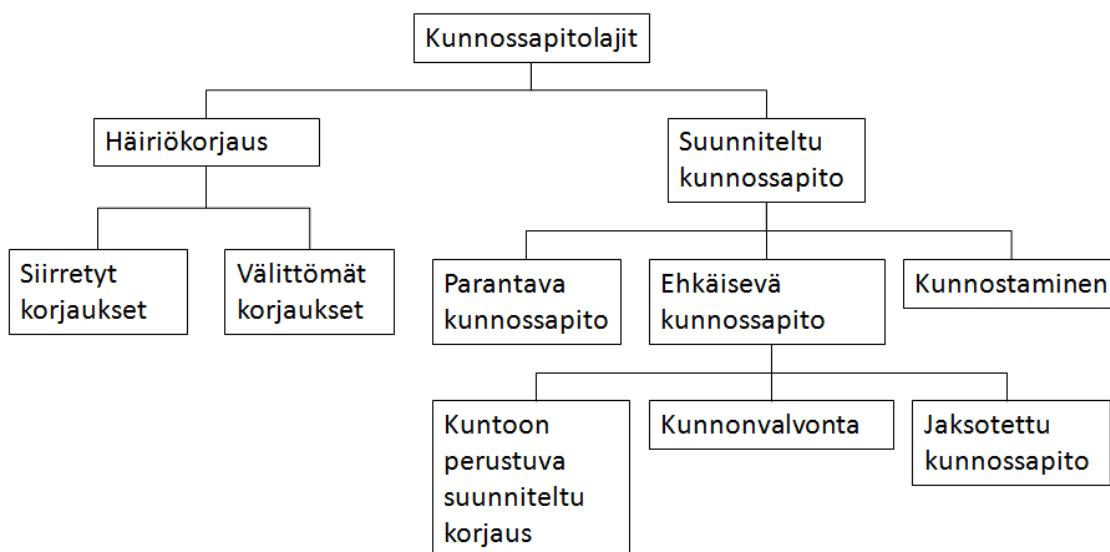 Kunnossapitolajit
Häiriökorjaus
Suunniteltu
kunnossapito
Siirretyt
korjaukset
Välittömät
korjaukset
Parantava
kunnossapito
Ehkäisevä
kunnossapito
Kunnostaminen
Kuntoon
perustuva
suunniteltu
korjaus
Kunnonvalvonta
Jaksotettu
kunnossapito